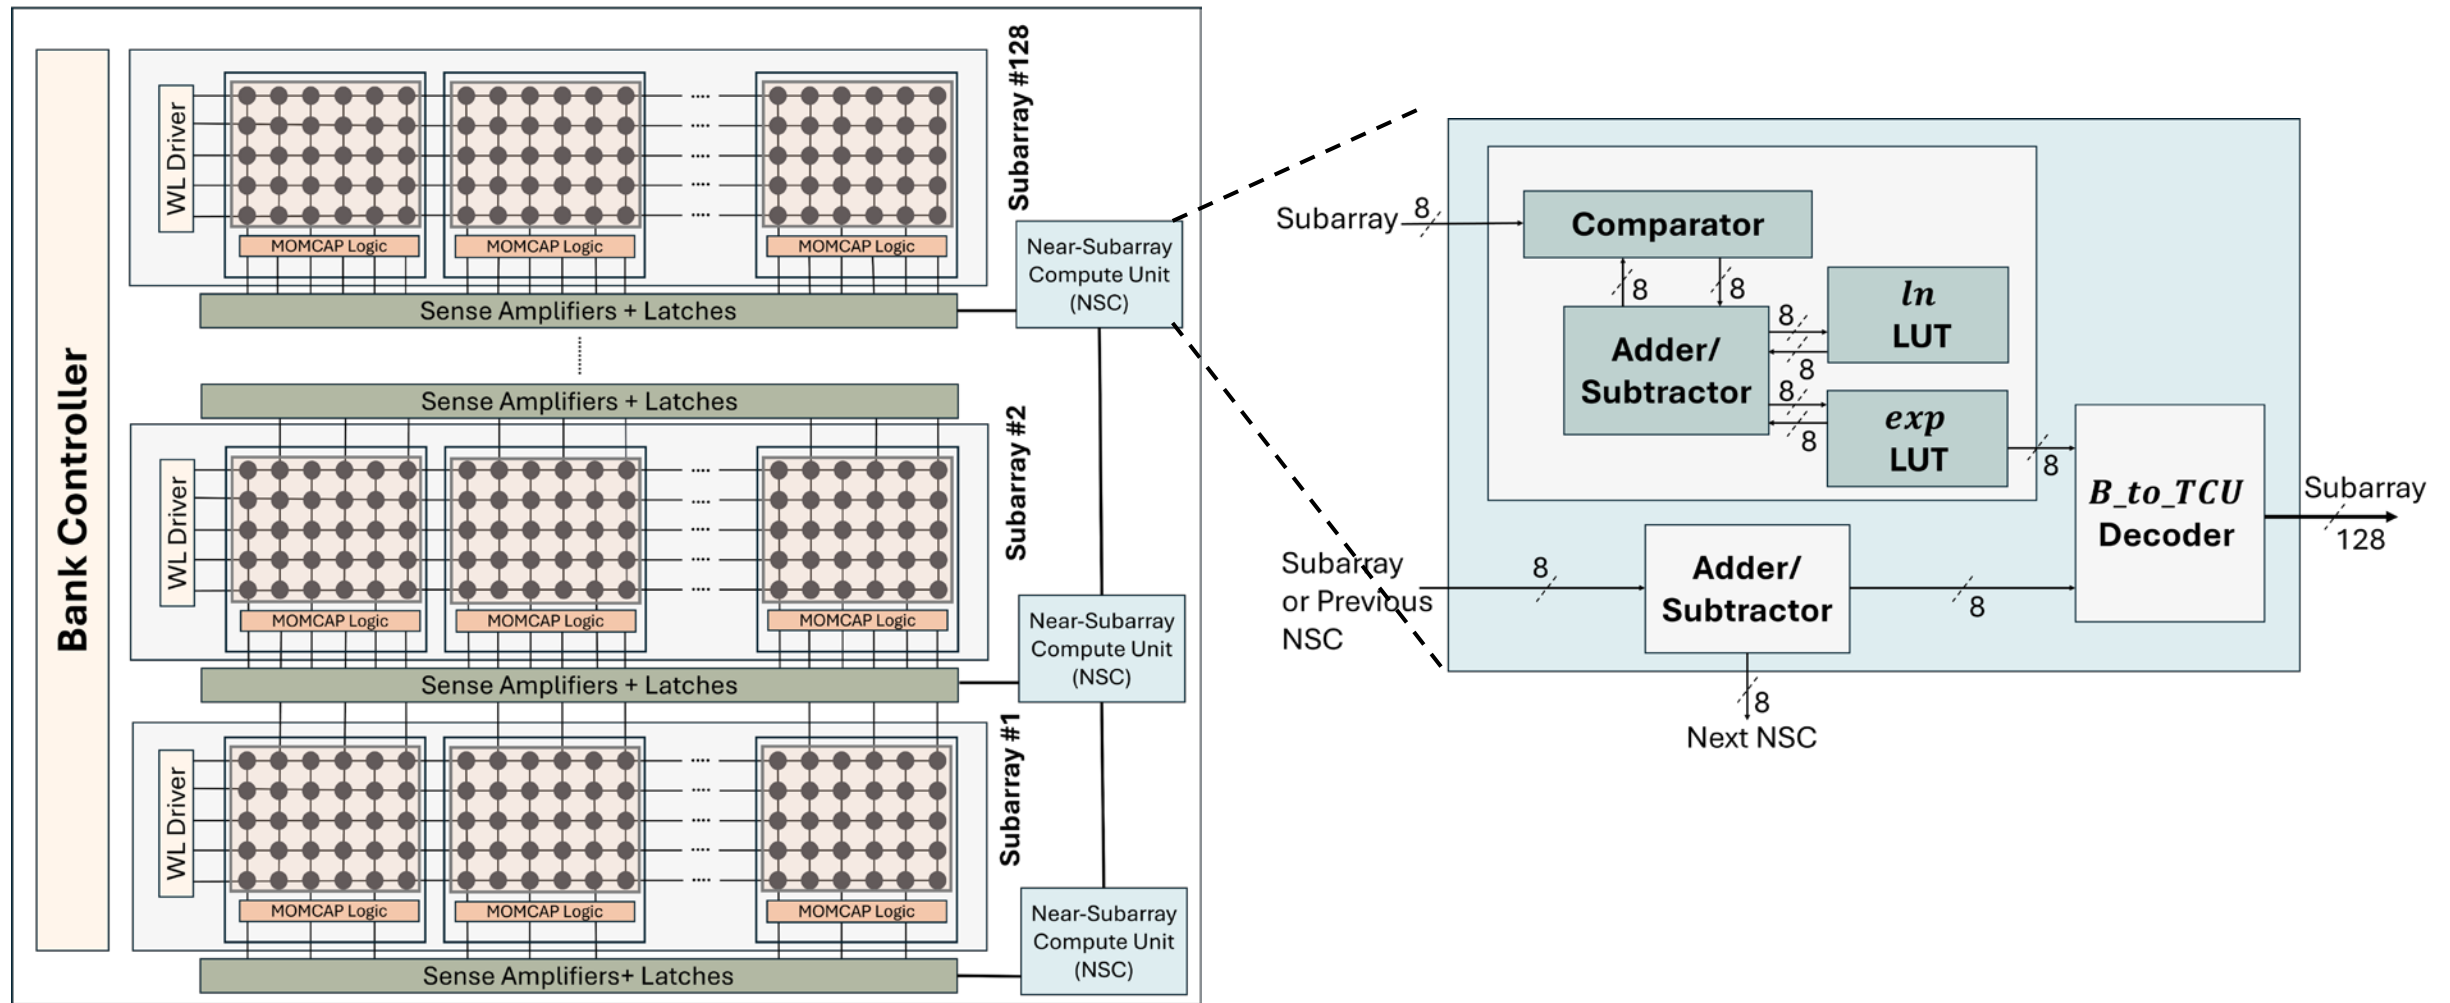 Bank Controller
Subarray #128
WL Driver
MOMCAP Logic
MOMCAP Logic
....
....
....
....
....
MOMCAP Logic
Sense Amplifiers + Latches
Near-Subarray
Compute Unit
(NSC)
Sense Amplifiers + Latches
Subarray #2
WL Driver
....
....
....
....
....
MOMCAP Logic
MOMCAP Logic
MOMCAP Logic
Sense Amplifiers + Latches
Near-Subarray
Compute Unit
(NSC)
Subarray #1
WL Driver
....
....
....
....
....
MOMCAP Logic
MOMCAP Logic
MOMCAP Logic
Sense Amplifiers+ Latches
Near-Subarray
Compute Unit
(NSC)
Subarray
8
Comparator
8
8
Adder/
Subtractor
8
8
ln
LUT
8
8
exp
LUT
8
B_to_TCU
Decoder
Subarray
128
Subarray
or Previous
NSC
8
Adder/
Subtractor
8
8
Next NSC